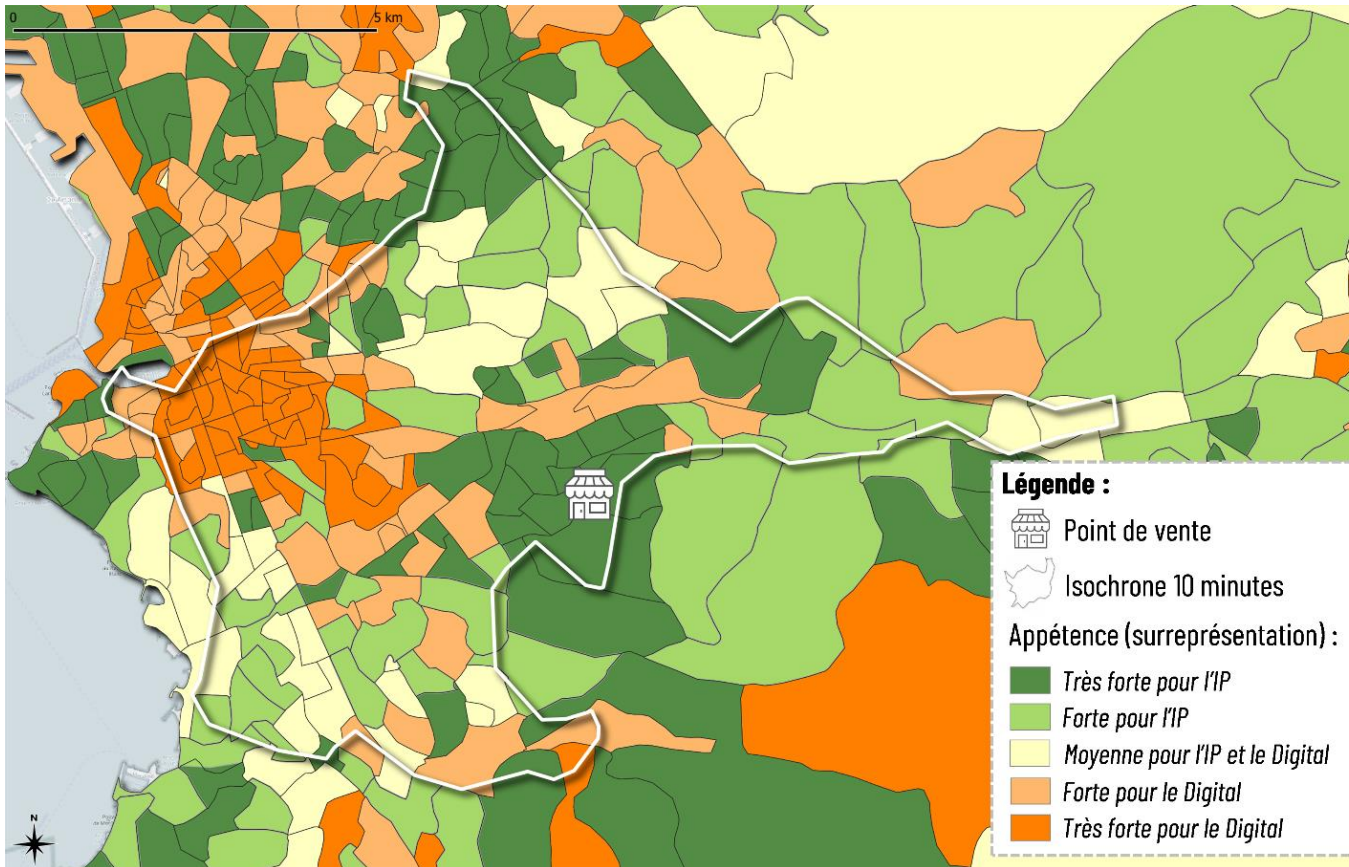 0
5 km
Légende :
Point de vente
Isochrone 10 minutes
Appétence (surreprésentation) :
Très forte pour l'IP
Forte pour l'IP
Moyenne pour l'IP et le Digital
Forte pour le Digital
Très forte pour le Digital
N